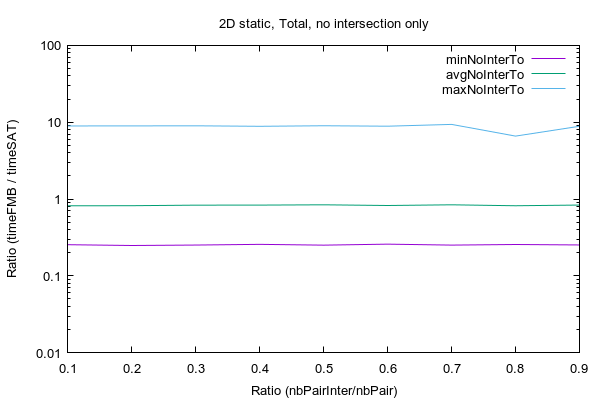 2D static, Total, no intersection only
100
10
1
0.1
0.01
Ratio (timeFMB / timeSAT)
minNoInterTo
avgNoInterTo
maxNoInterTo
0.1 0.2 0.3 0.4 0.5 0.6 0.7 0.8 0.9
Ratio (nbPairInter/nbPair)